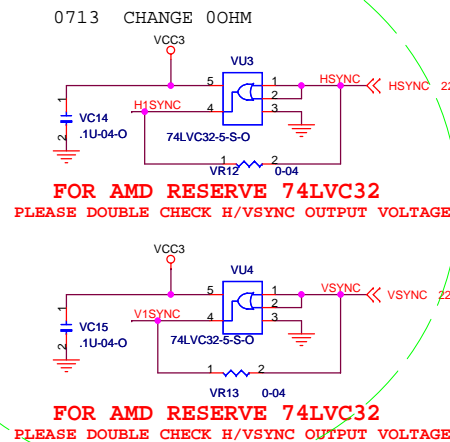 0713 CHANGE 0OHM
VCC3
VU3
5 1 HSYNC HSYNC 22
2
H1SYNC 4 3
1
VC14
.1U-04-O
2
74LVC32-5-S-O
1 2
VR12 0-04
FOR AMD RESERVE 74LVC32
PLEASE DOUBLE CHECK H/VSYNC OUTPUT VOLTAGE
VCC3
VU4
5 1 VSYNC VSYNC 22
2
V1SYNC 4 3
1
VC15
.1U-04-O
2
74LVC32-5-S-O
1 2
VR13 0-04
FOR AMD RESERVE 74LVC32
PLEASE DOUBLE CHECK H/VSYNC OUTPUT VOLTAGE